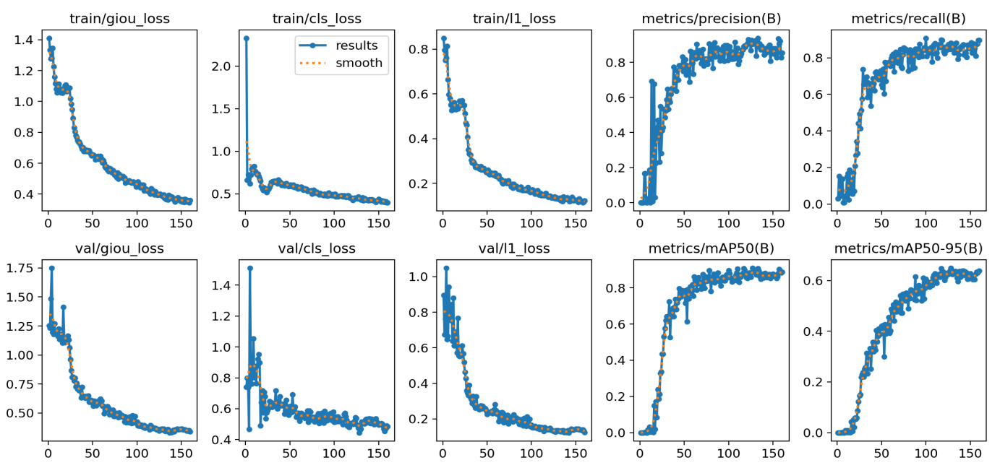 train/giou_loss
train/cls_loss
train/l1_loss
metrics/precision(B)
metrics/recall(B)
1.4
1.2
1.0
0.8
0.6
0.4
0 50 100 150
2.0
1.5
1.0
0.5
results
smooth
0 50 100 150
0.8
0.6
0.4
0.2
0 50 100 150
0.8
0.6
0.4
0.2
0.0
0 50 100 150
0.8
0.6
0.4
0.2
0.0
0 50 100 150
val/giou_loss
val/cls_loss
val/l1_loss
metrics/mAP50(B)
metrics/mAP50-95(B)
1.75
1.50
1.25
1.00
0.75
0.50
0 50 100 150
1.4
1.2
1.0
0.8
0.6
0.4
0 50 100 150
1.0
0.8
0.6
0.4
0.2
0 50 100 150
0.8
0.6
0.4
0.2
0.0
0 50 100 150
0.6
0.4
0.2
0.0
0 50 100 150